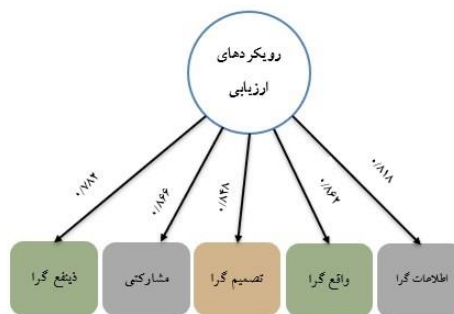 رویکردهای
ارزیابی
۰/۷۸۲
۰/۸۶۶
۰/۸۴۸
۰/۸۶۲
۰/۸۱۸
ذینفع گرا
مشارکتی
تصمیم گرا
واقع گرا
اطلاعات گرا